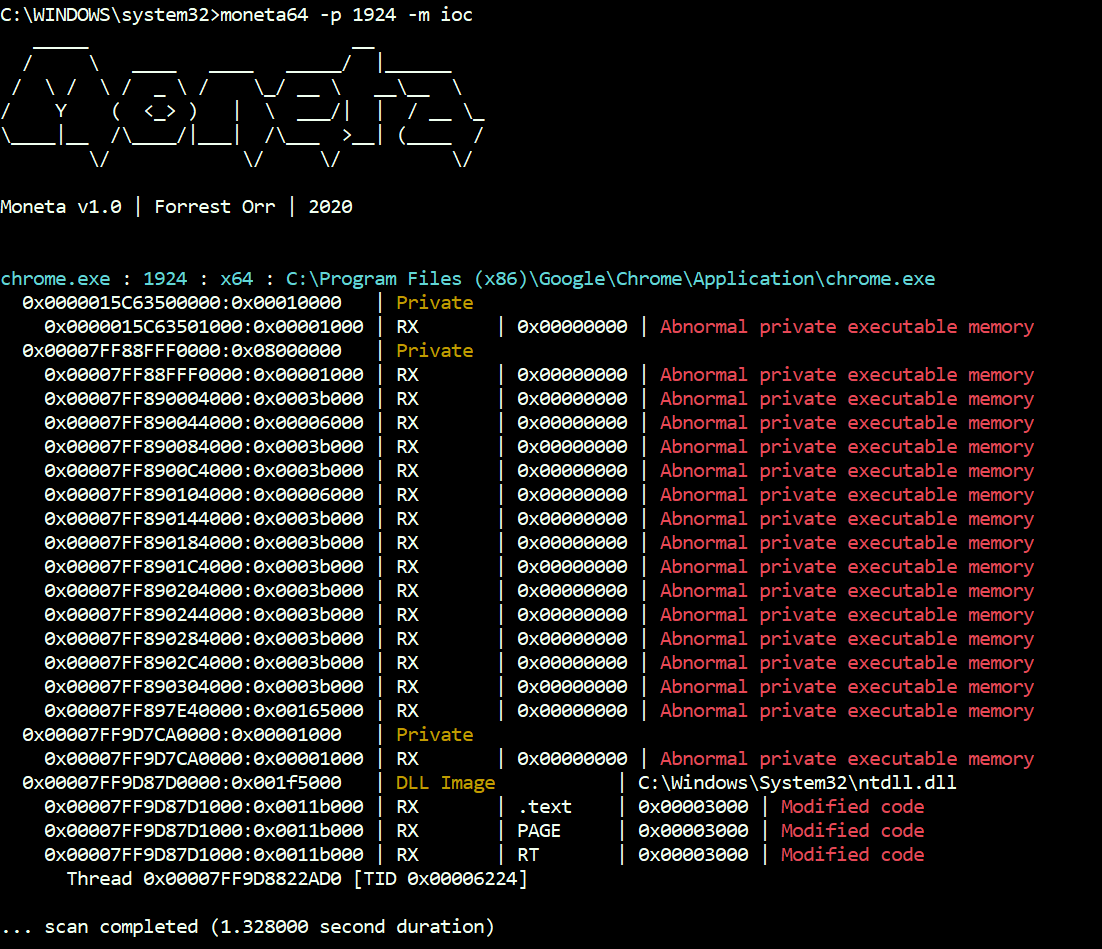 C:\WINDOWS\system32>moneta64 -p 1924 -m ioc
Moneta
Moneta v1.0 | Forrest Orr | 2020
chrome.exe : 1924 : x64 : C:\Program Files (x86)\Google\Chrome\Application\chrome.exe
0x0000015C63500000:0x00010000 | Private
0x0000015C63501000:0x00001000 | RX | 0x00000000 | Abnormal private executable memory
0x00007FF88FFF0000:0x08000000 | Private
0x00007FF88FFF0000:0x00001000 | RX | 0x00000000 | Abnormal private executable memory
0x00007FF890004000:0x0003b000 | RX | 0x00000000 | Abnormal private executable memory
0x00007FF890044000:0x00006000 | RX | 0x00000000 | Abnormal private executable memory
0x00007FF890084000:0x0003b000 | RX | 0x00000000 | Abnormal private executable memory
0x00007FF8900C4000:0x0003b000 | RX | 0x00000000 | Abnormal private executable memory
0x00007FF890104000:0x00006000 | RX | 0x00000000 | Abnormal private executable memory
0x00007FF890144000:0x0003b000 | RX | 0x00000000 | Abnormal private executable memory
0x00007FF890184000:0x0003b000 | RX | 0x00000000 | Abnormal private executable memory
0x00007FF8901C4000:0x0003b000 | RX | 0x00000000 | Abnormal private executable memory
0x00007FF890204000:0x0003b000 | RX | 0x00000000 | Abnormal private executable memory
0x00007FF890244000:0x0003b000 | RX | 0x00000000 | Abnormal private executable memory
0x00007FF890284000:0x0003b000 | RX | 0x00000000 | Abnormal private executable memory
0x00007FF8902C4000:0x0003b000 | RX | 0x00000000 | Abnormal private executable memory
0x00007FF890304000:0x0003b000 | RX | 0x00000000 | Abnormal private executable memory
0x00007FF897E40000:0x00165000 | RX | 0x00000000 | Abnormal private executable memory
0x00007FF9D7CA0000:0x00001000 | Private
0x00007FF9D7CA0000:0x00001000 | RX | 0x00000000 | Abnormal private executable memory
0x00007FF9D87D0000:0x001f5000 | DLL Image | C:\Windows\System32\ntdll.dll
0x00007FF9D87D1000:0x0011b000 | RX | .text | 0x00003000 | Modified code
0x00007FF9D87D1000:0x0011b000 | RX | PAGE | 0x00003000 | Modified code
0x00007FF9D87D1000:0x0011b000 | RX | RT | 0x00003000 | Modified code
Thread 0x00007FF9D8822AD0 [TID 0x00006224]
... scan completed (1.328000 second duration)